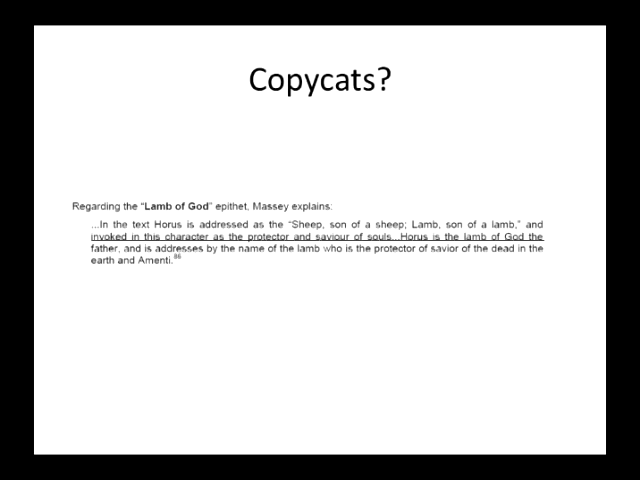 Copycats?
Regarding the "Lamb of God" epithet, Massey explains:
...In the text Horus is addressed as the "Sheep, son of a sheep; Lamb, son of a lamb," and
invoked in this character as the protector and saviour of souls...Horus is the lamb of God the
father, and is addresses by the name of the lamb who is the protector of savior of the dead in the
earth and Amenti.